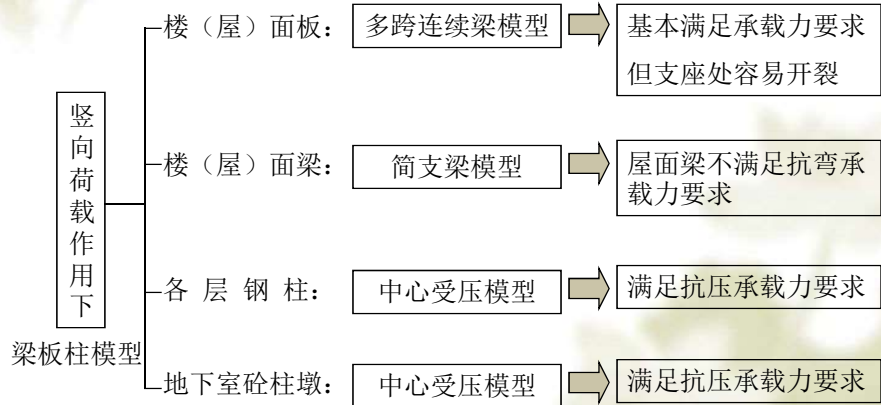 竖向荷载作用下
梁板柱模型
楼（屋）面板：
多跨连续梁模型
基本满足承载力要求
但支座处容易开裂
楼（屋）面梁：
简支梁模型
屋面梁不满足抗弯承
载力要求
各 层 钢 柱：
中心受压模型
满足抗压承载力要求
地下室砼柱墩：
中心受压模型
满足抗压承载力要求